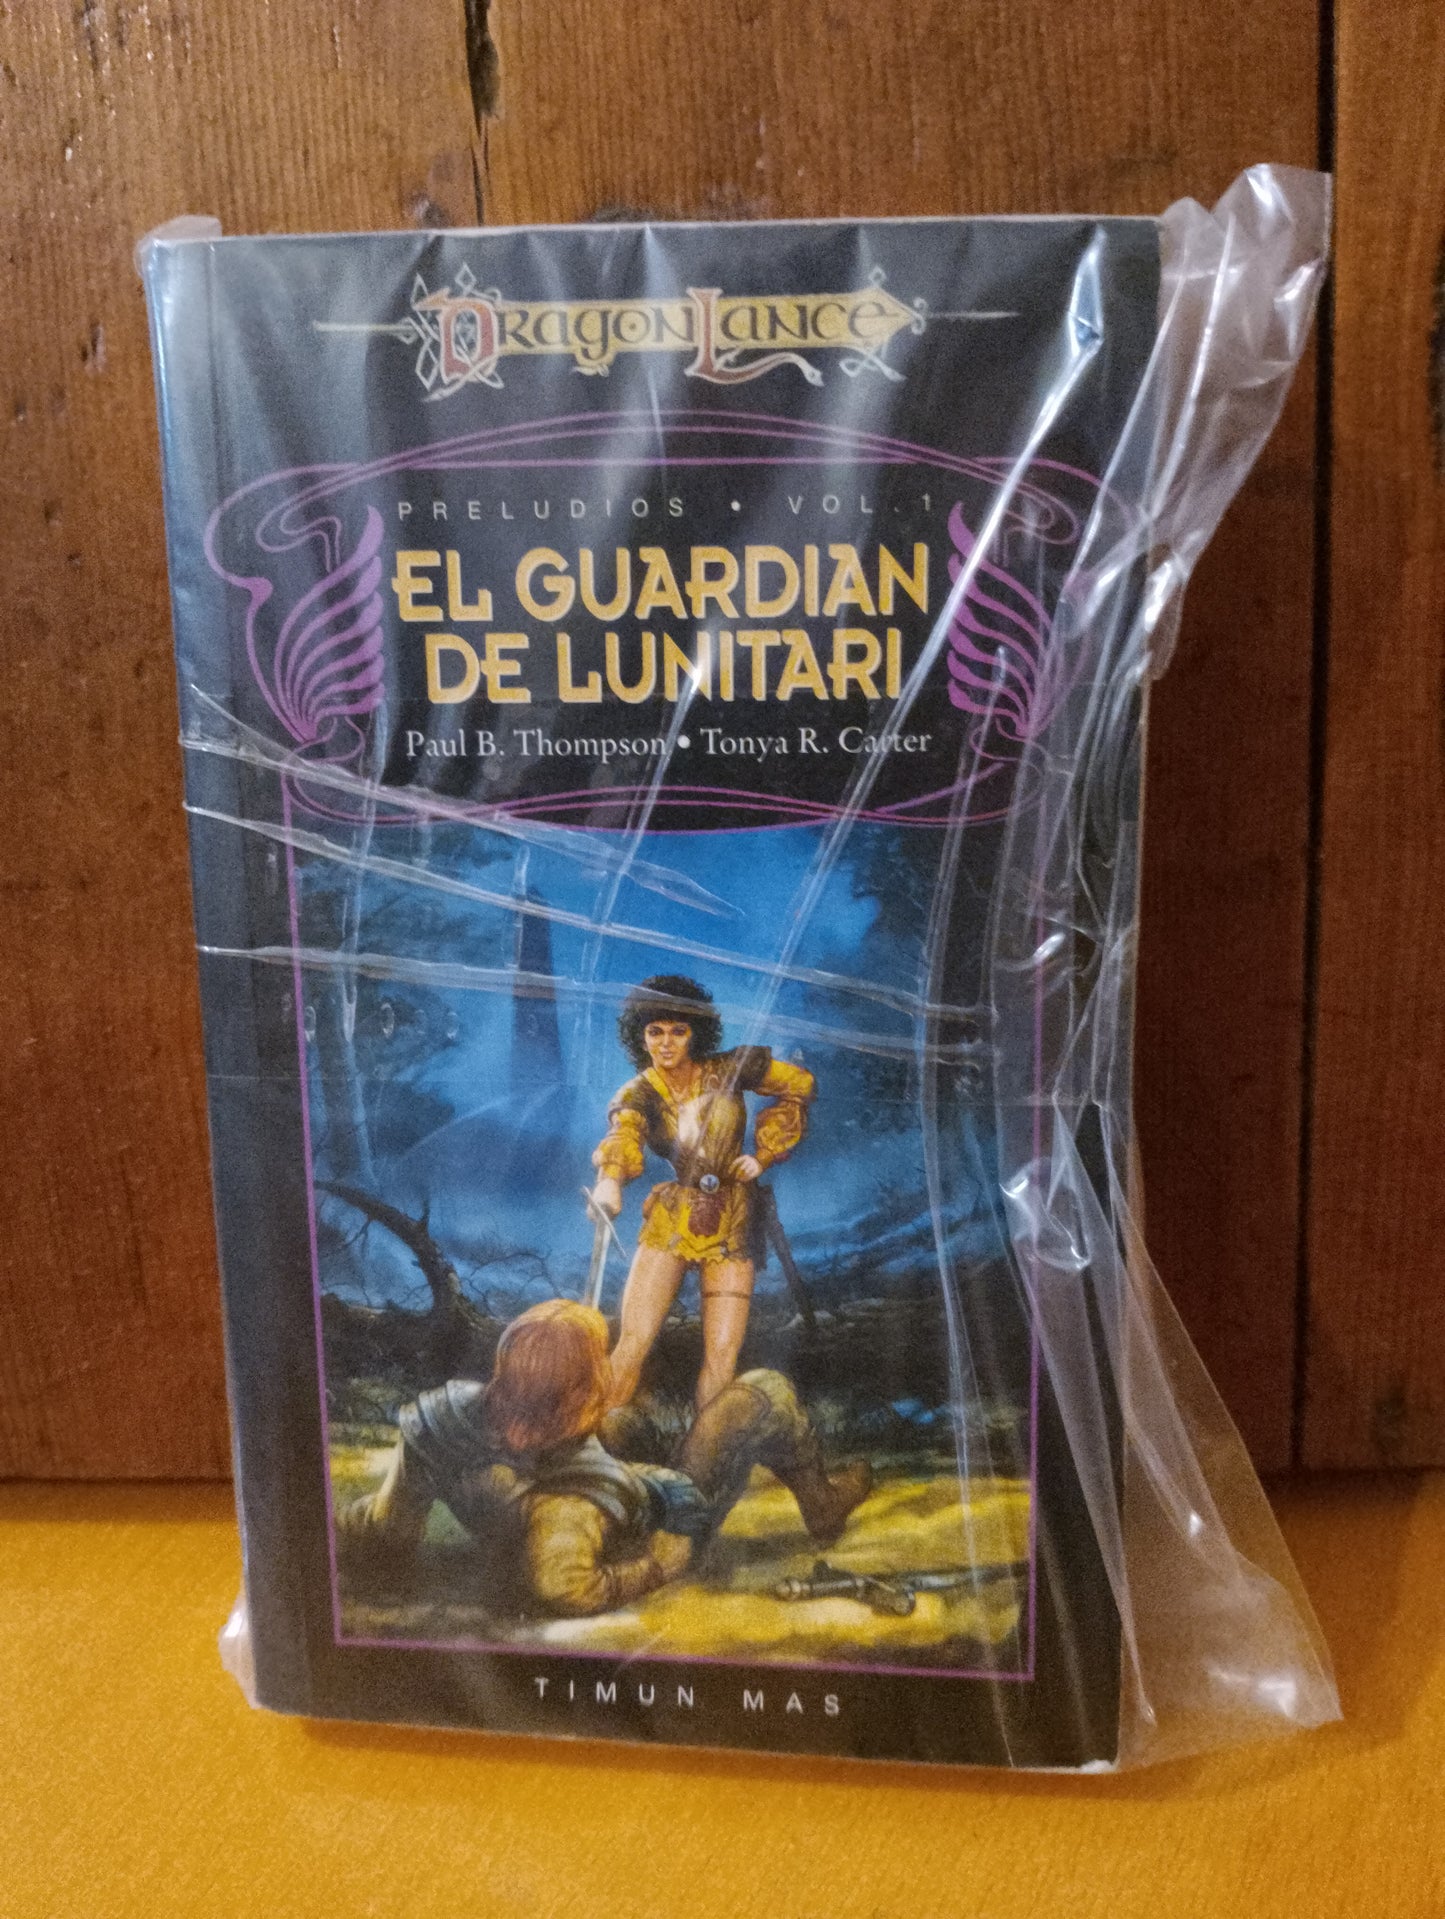 DRAGONLANCE
PRELUDIOS • VOL. 1
EL GUARDIAN
DE LUNITARI
Paul B. Thompson • Tonya R. Carter
TIMUN MAS